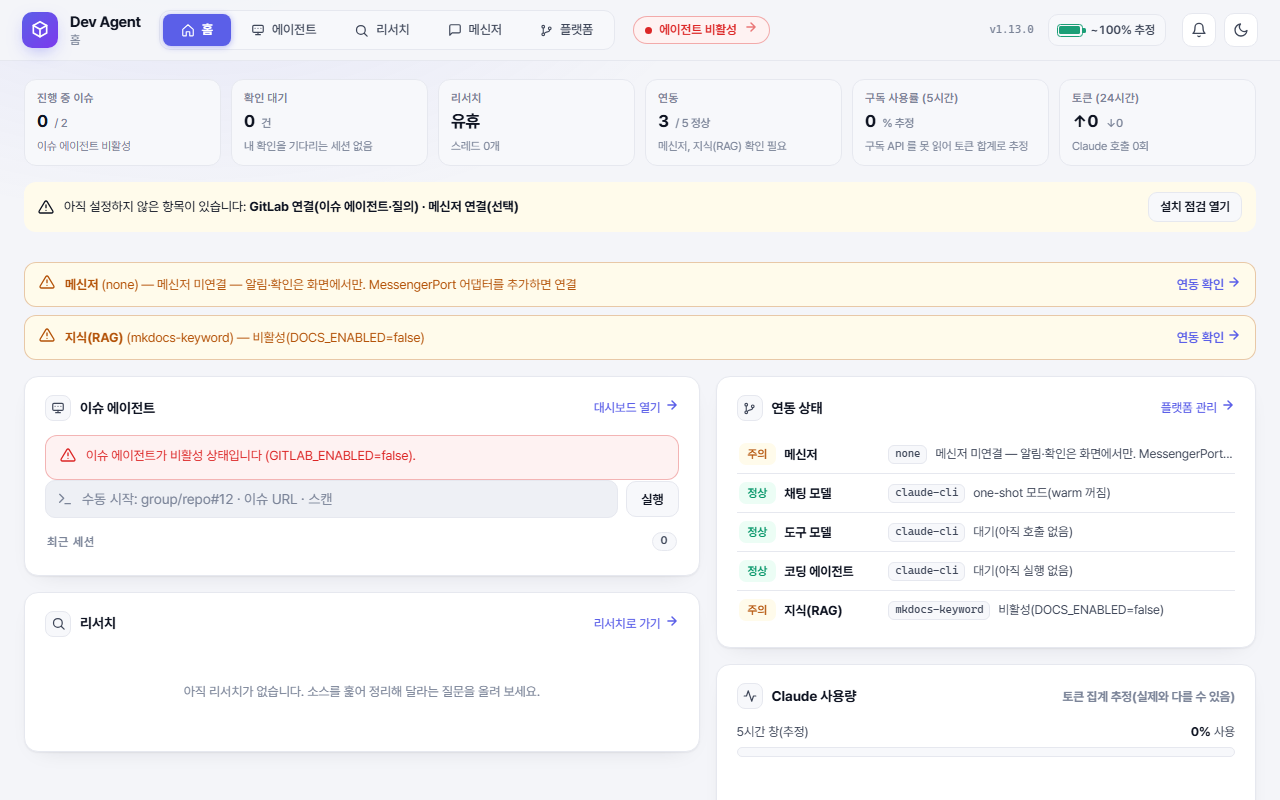 Dev Agent
홈
홈
에이전트
리서치
메신저
플랫폼
에이전트 비활성 →
v1.13.0
~100% 추정
진행 중 이슈
0 / 2
이슈 에이전트 비활성
확인 대기
0 건
내 확인을 기다리는 세션 없음
리서치
유휴
스레드 0개
연동
3 / 5 정상
메신저, 지식(RAG) 확인 필요
구독 사용률 (5시간)
0 % 추정
구독 API 를 못 읽어 토큰 합계로 추정
토큰 (24시간)
↑0 ↓0
Claude 호출 0회
아직 설정하지 않은 항목이 있습니다: GitLab 연결(이슈 에이전트·질의) · 메신저 연결(선택)
설치 점검 열기
메신저 (none) — 메신저 미연결 — 알림·확인은 화면에서만. MessengerPort 어댑터를 추가하면 연결
연동 확인 →
지식(RAG) (mkdocs-keyword) — 비활성(DOCS_ENABLED=false)
연동 확인 →
이슈 에이전트
대시보드 열기 →
이슈 에이전트가 비활성 상태입니다 (GITLAB_ENABLED=false).
수동 시작: group/repo#12 · 이슈 URL · 스캔
실행
최근 세션
0
리서치
리서치로 가기 →
아직 리서치가 없습니다. 소스를 훑어 정리해 달라는 질문을 올려 보세요.
연동 상태
플랫폼 관리 →
주의 메신저 none 메신저 미연결 — 알림·확인은 화면에서만. MessengerPort…
정상 채팅 모델 claude-cli one-shot 모드(warm 꺼짐)
정상 도구 모델 claude-cli 대기(아직 호출 없음)
정상 코딩 에이전트 claude-cli 대기(아직 실행 없음)
주의 지식(RAG) mkdocs-keyword 비활성(DOCS_ENABLED=false)
Claude 사용량
토큰 집계 추정(실제와 다를 수 있음)
5시간 창(추정)
0% 사용